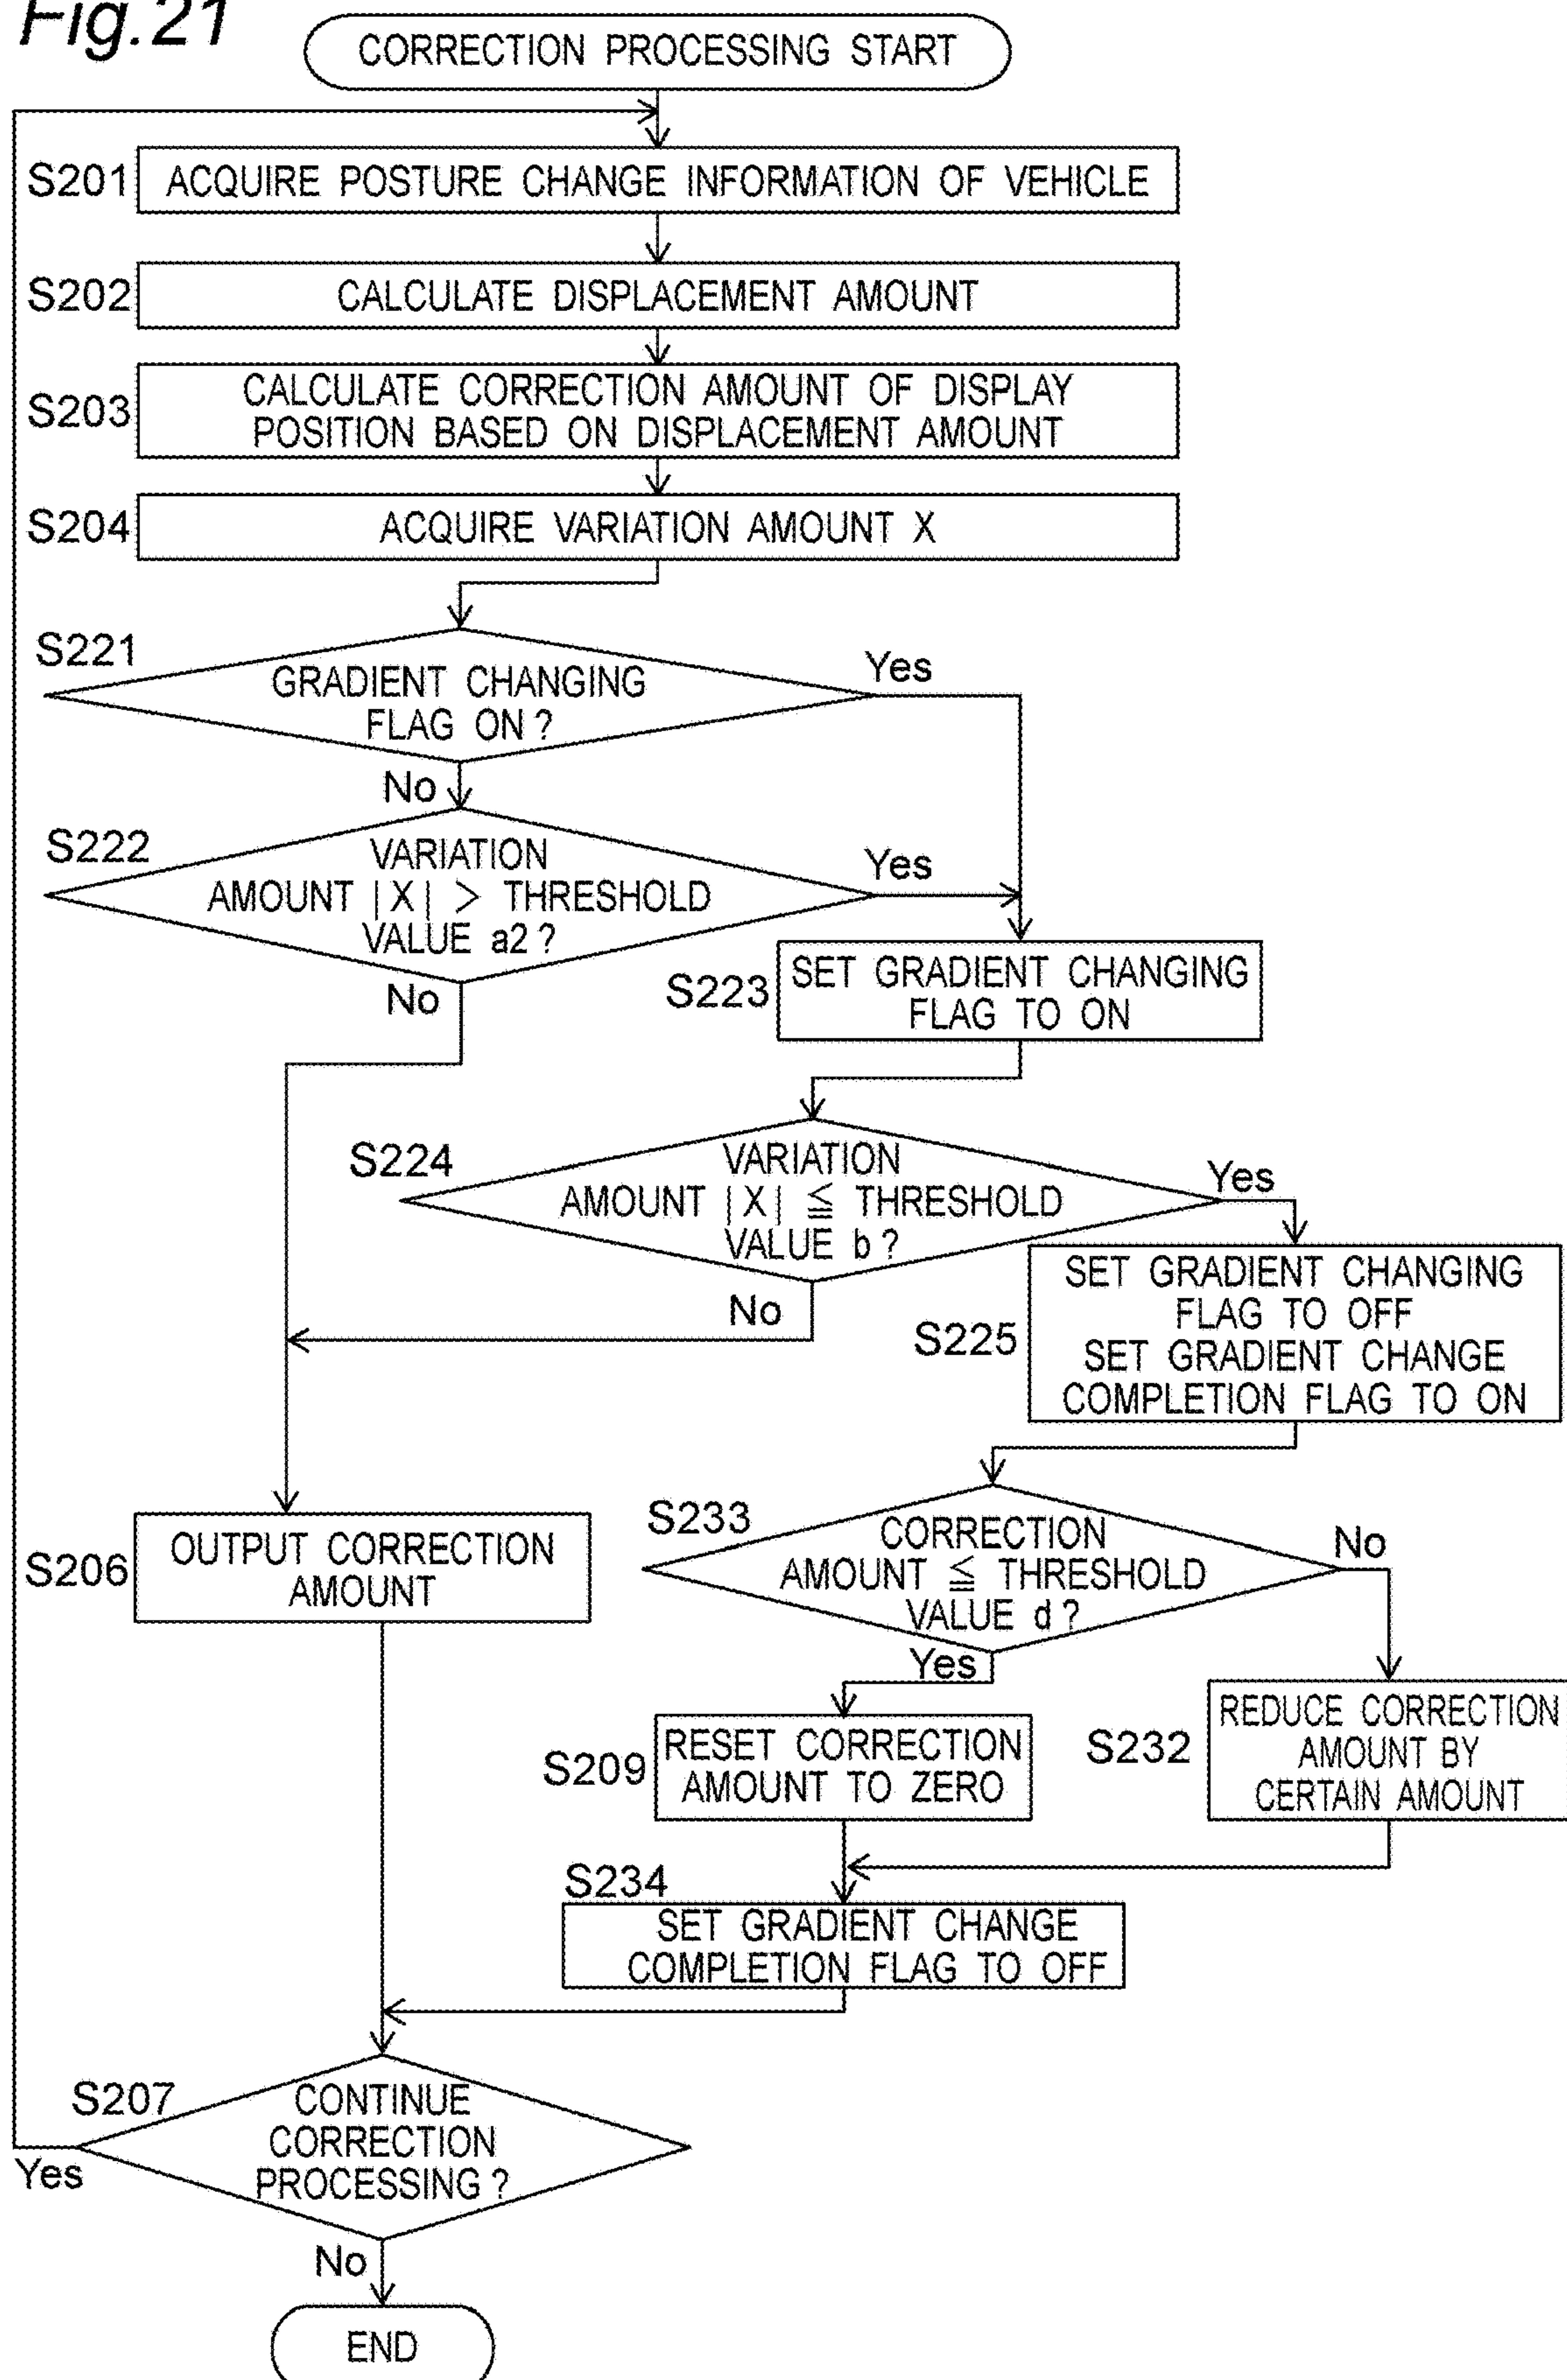 Fig.21
CORRECTION PROCESSING START
S201
ACQUIRE POSTURE CHANGE INFORMATION OF VEHICLE
S202
CALCULATE DISPLACEMENT AMOUNT
S203
CALCULATE CORRECTION AMOUNT OF DISPLAY
POSITION BASED ON DISPLACEMENT AMOUNT
S204
ACQUIRE VARIATION AMOUNT X
S221
GRADIENT CHANGING
FLAG ON?
Yes
No
S222
VARIATION
AMOUNT |X| > THRESHOLD
VALUE a2?
Yes
No
S223
SET GRADIENT CHANGING
FLAG TO ON
S224
VARIATION
AMOUNT |X| ≦ THRESHOLD
VALUE b?
Yes
No
S225
SET GRADIENT CHANGING
FLAG TO OFF
SET GRADIENT CHANGE
COMPLETION FLAG TO ON
S233
CORRECTION
AMOUNT ≦ THRESHOLD
VALUE d?
No
Yes
S206
OUTPUT CORRECTION
AMOUNT
S209
RESET CORRECTION
AMOUNT TO ZERO
S232
REDUCE CORRECTION
AMOUNT BY
CERTAIN AMOUNT
S234
SET GRADIENT CHANGE
COMPLETION FLAG TO OFF
S207
CONTINUE
CORRECTION
PROCESSING?
Yes
No
END